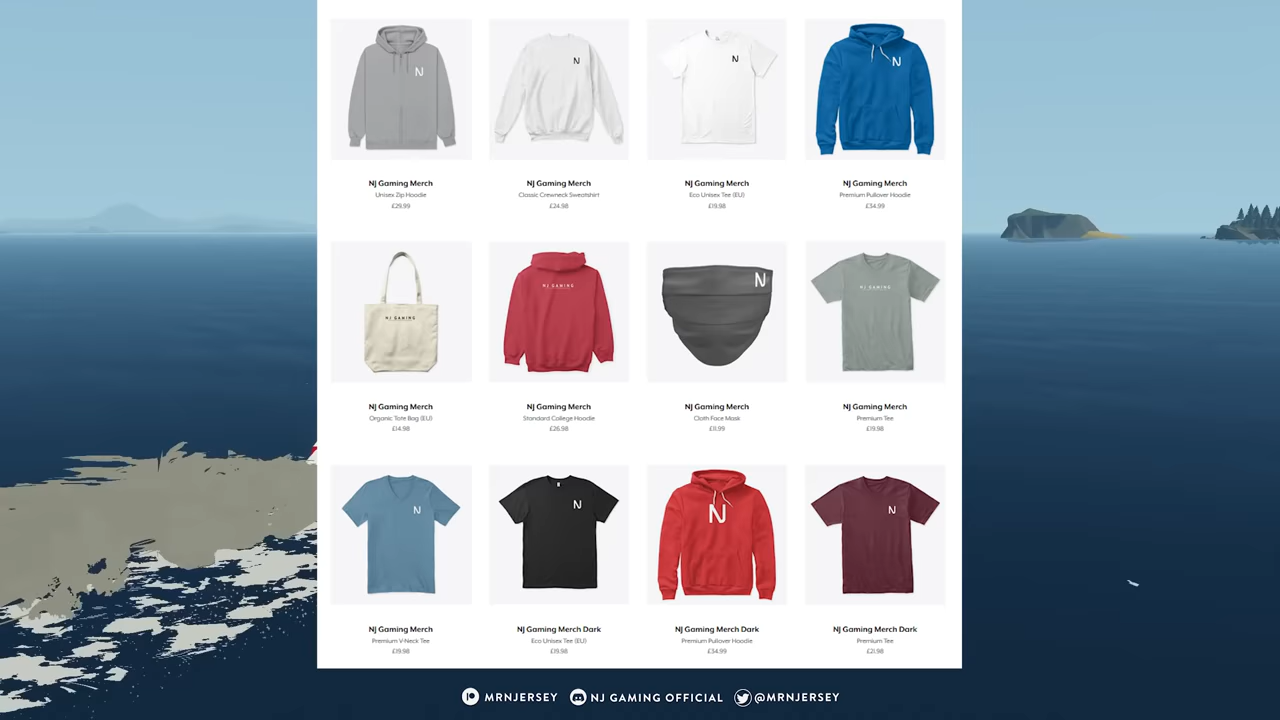 N
N
N
N
NJ Gaming Merch
Unisex Zip Hoodie
£29.99
NJ Gaming Merch
Classic Crewneck Sweatshirt
£24.98
NJ Gaming Merch
Eco Unisex Tee (EU)
£19.98
NJ Gaming Merch
Premium Pullover Hoodie
£34.99
NJ GAMING
NJ GAMING
N
NJ GAMING
NJ Gaming Merch
Organic Tote Bag (EU)
£14.98
NJ Gaming Merch
Standard College Hoodie
£26.98
NJ Gaming Merch
Cloth Face Mask
£11.99
NJ Gaming Merch
Premium Tee
£19.98
N
N
N
N
NJ Gaming Merch
Premium V-Neck Tee
£19.98
NJ Gaming Merch Dark
Eco Unisex Tee (EU)
£19.98
NJ Gaming Merch Dark
Premium Pullover Hoodie
£34.99
NJ Gaming Merch Dark
Premium Tee
£21.98
MRNJERSEY NJ GAMING OFFICIAL @MRNJERSEY